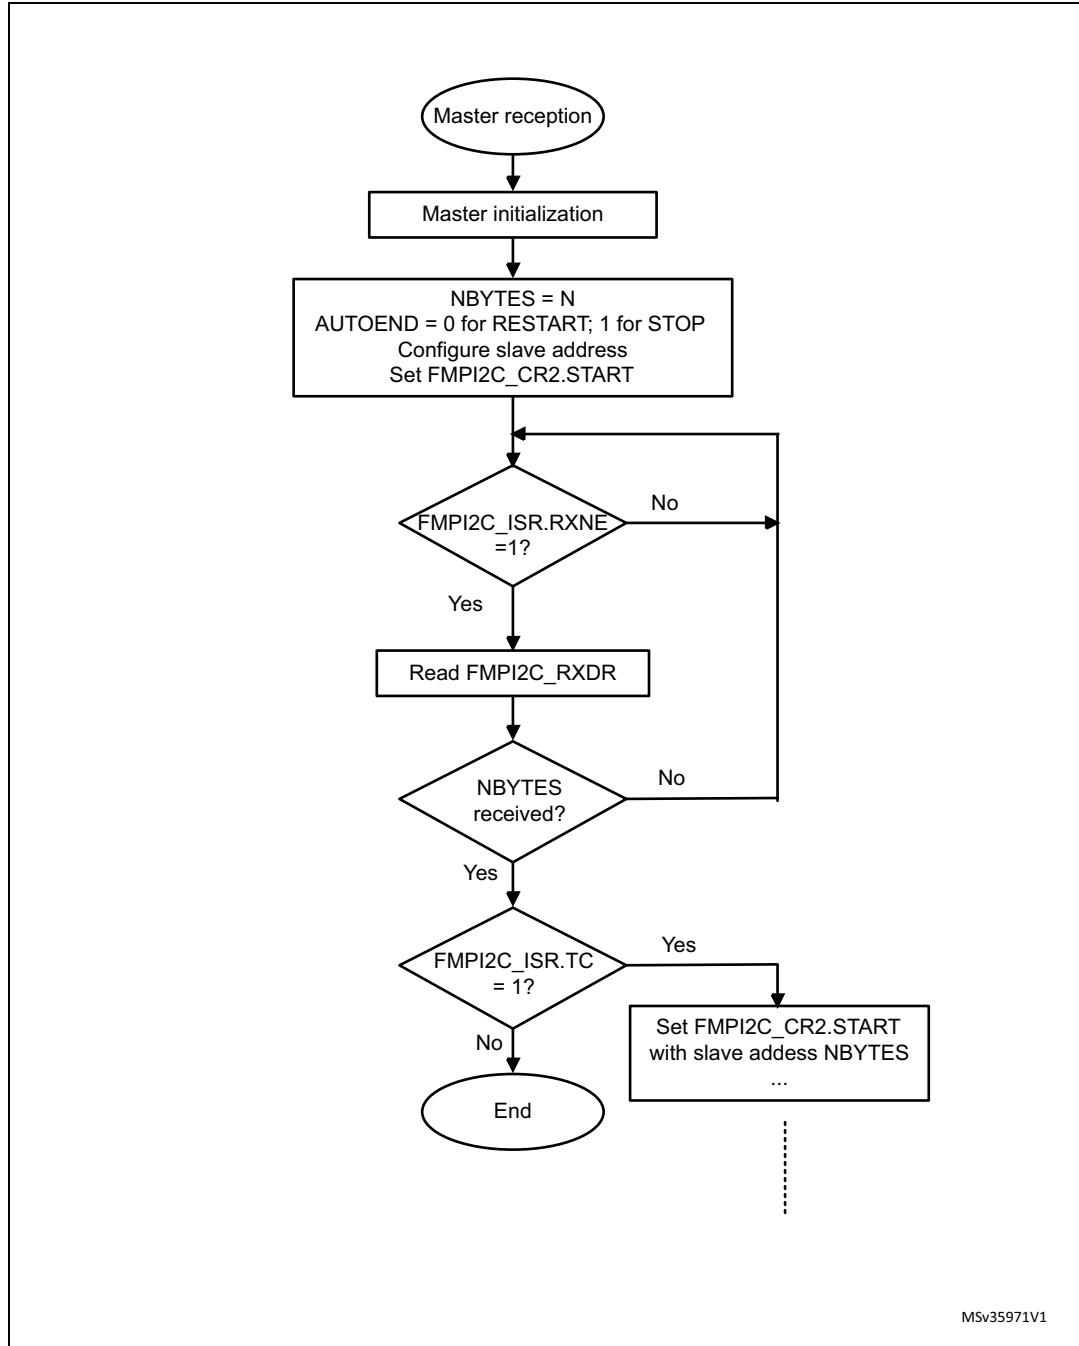 Master reception
Master initialization
NBYTES = N
AUTOEND = 0 for RESTART; 1 for STOP
Configure slave address
Set FMPI2C_CR2.START
FMPI2C_ISR.RXNE
=1?
No
Yes
Read FMPI2C_RXDR
NBYTES
received?
No
Yes
FMPI2C_ISR.TC
= 1?
Yes
Set FMPI2C_CR2.START
with slave addess NBYTES
...
No
End
MSv35971V1